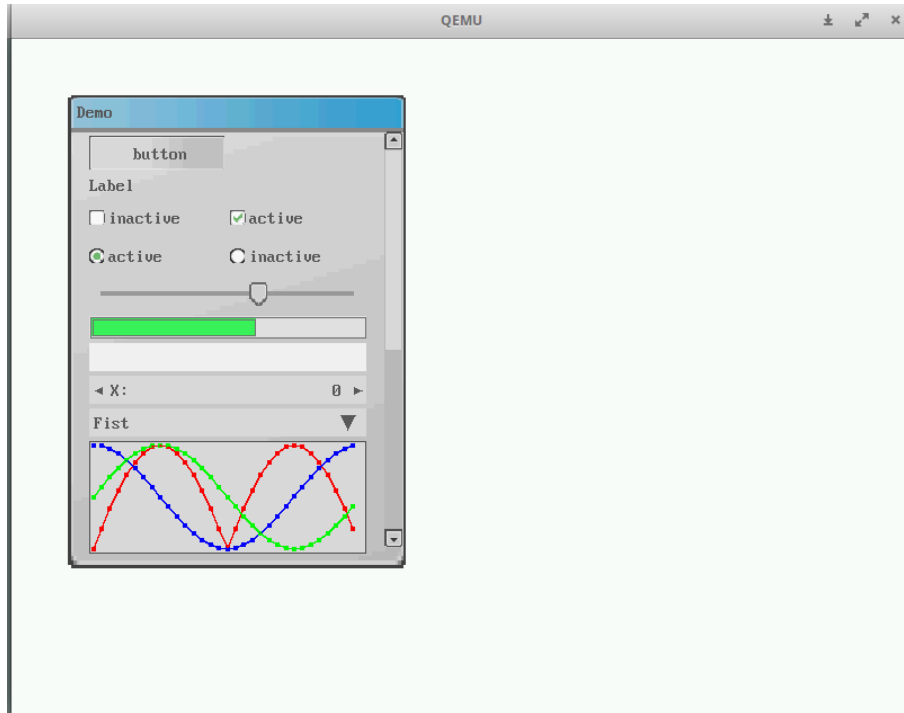 QEMU
Demo
button
Label
inactive active
active inactive
X: 0
Fist